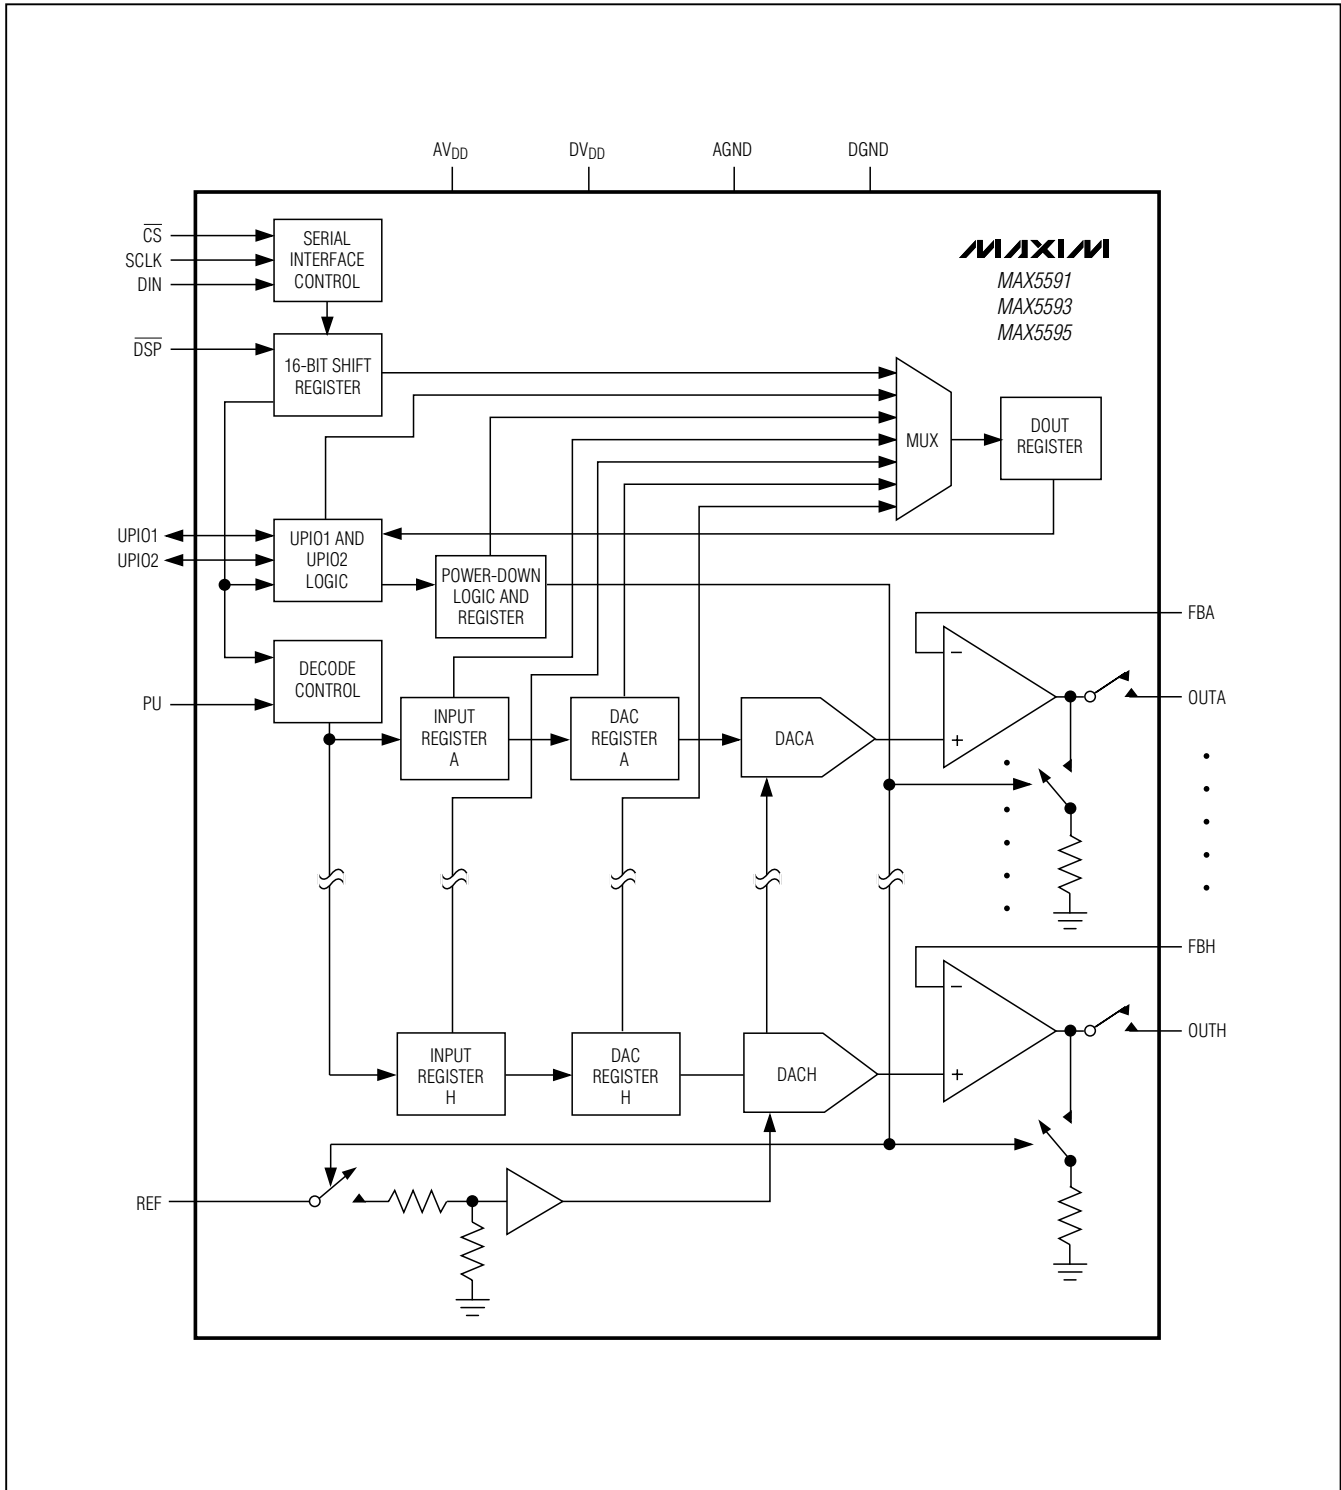 AVDD DVDD AGND DGND
CS
SCLK
DIN
SERIAL
INTERFACE
CONTROL
MAXIM
MAX5591
MAX5593
MAX5595
DSP
16-BIT SHIFT
REGISTER
MUX
DOUT
REGISTER
UPIO1
UPIO2
UPIO1 AND
UPIO2
LOGIC
POWER-DOWN
LOGIC AND
REGISTER
FBA
DECODE
CONTROL
PU
INPUT
REGISTER
A
DAC
REGISTER
A
DACA
−
+
OUTA
FBH
INPUT
REGISTER
H
DAC
REGISTER
H
DACH
−
+
OUTH
REF